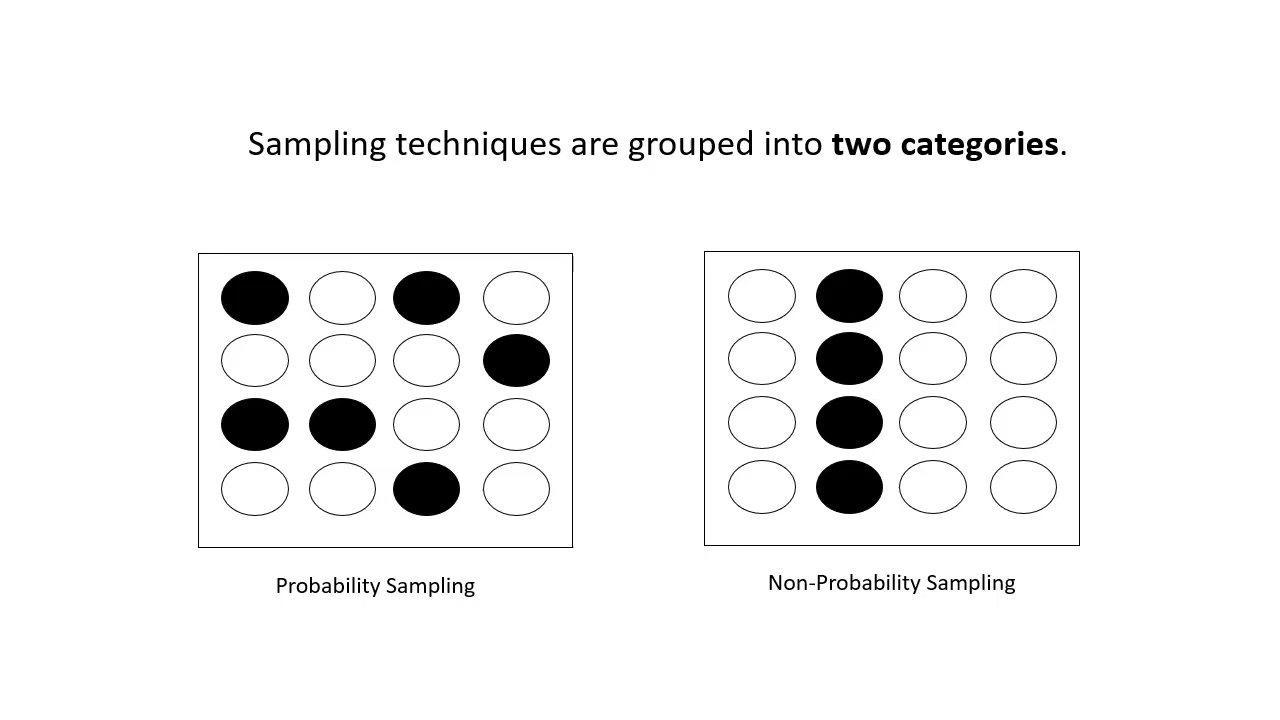 Sampling techniques are grouped into two categories.
Probability Sampling
Non-Probability Sampling